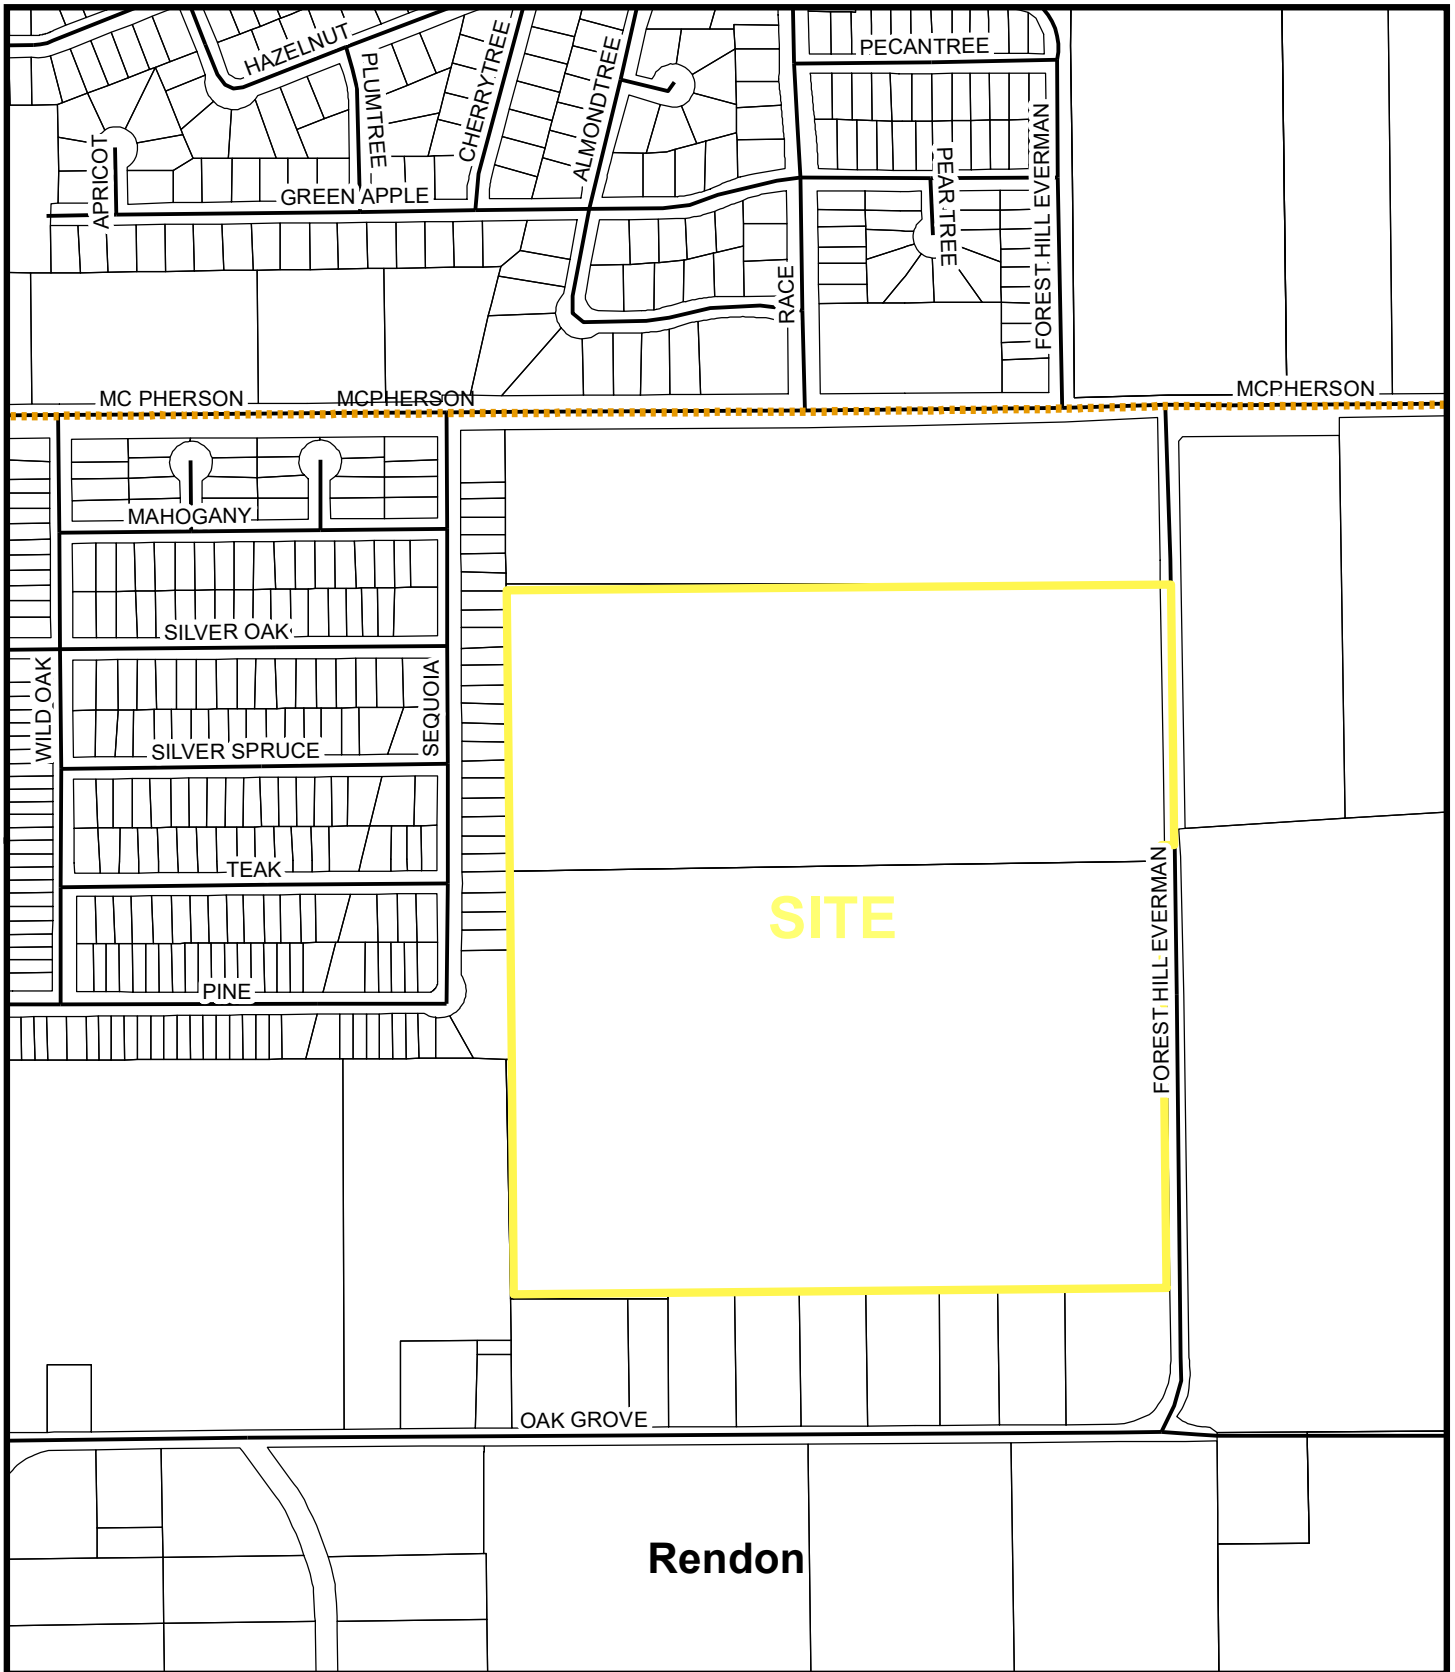 HAZELNUT
PLUMTREE
CHERRYTREE
ALMONDTREE
PECANTREE
APRICOT
GREEN APPLE
PEAR TREE
FOREST HILL EVERMAN
RACE
MC PHERSON
MCPHERSON
MCPHERSON
MAHOGANY
SILVER OAK
WILD OAK
SEQUOIA
SILVER SPRUCE
TEAK
SITE
FOREST HILL EVERMAN
PINE
OAK GROVE
Rendon